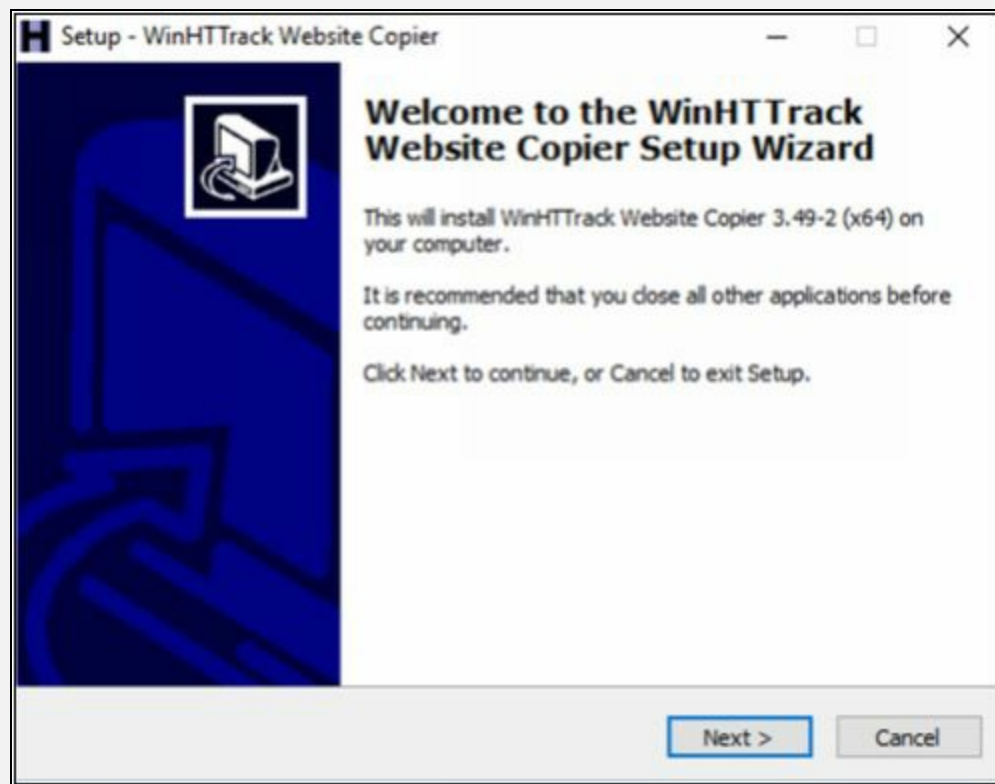 Setup - WinHTTrack Website Copier
Welcome to the WinHTTrack
Website Copier Setup Wizard
This will install WinHTTrack Website Copier 3.49-2 (x64) on
your computer.
It is recommended that you close all other applications before
continuing.
Click Next to continue, or Cancel to exit Setup.
Next >
Cancel